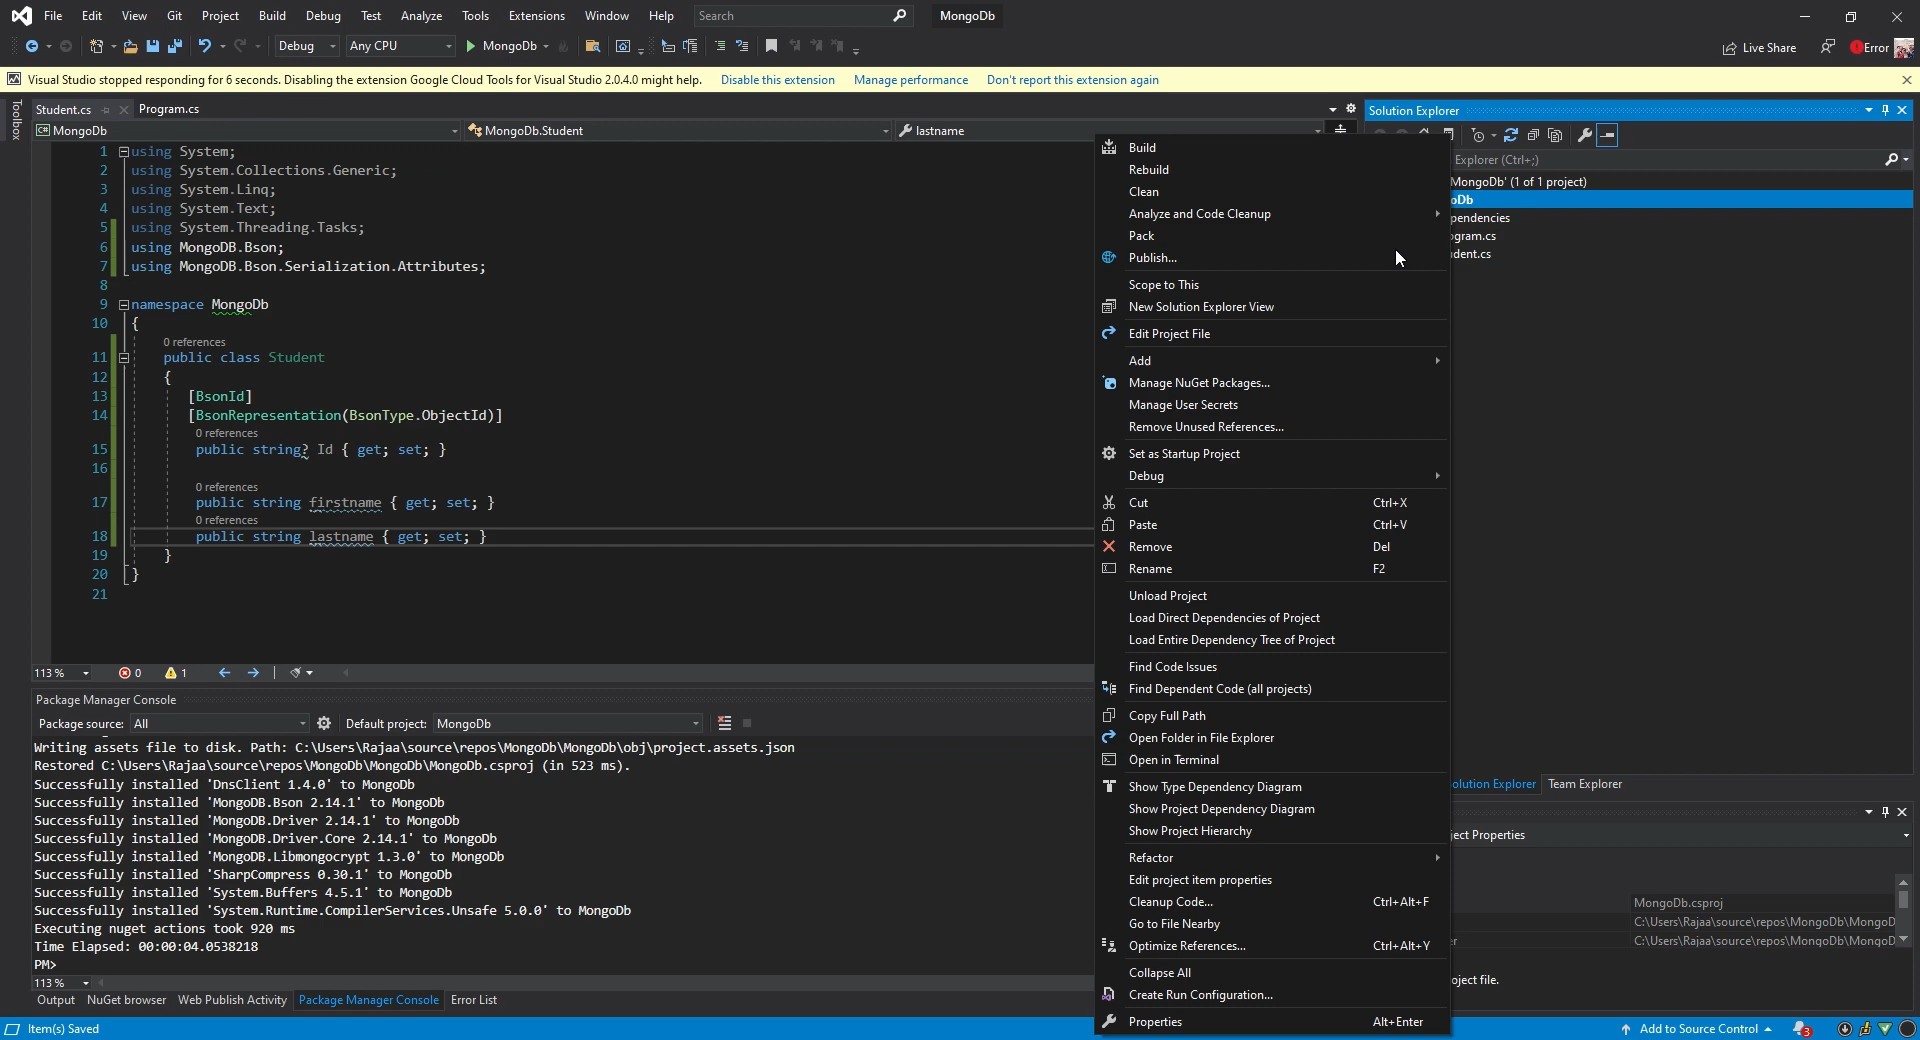 File Edit View Git Project Build Debug Test Analyze Tools Extensions Window Help Search MongoDb
Debug Any CPU MongoDb Live Share Error
Visual Studio stopped responding for 6 seconds. Disabling the extension Google Cloud Tools for Visual Studio 2.0.4.0 might help. Disable this extension Manage performance Don't report this extension again
Toolbox
Student.cs Program.cs
MongoDb MongoDb.Student lastname
1 using System;
2 using System.Collections.Generic;
3 using System.Linq;
4 using System.Text;
5 using System.Threading.Tasks;
6 using MongoDB.Bson;
7 using MongoDB.Bson.Serialization.Attributes;
8
9 namespace MongoDb
10 {
0 references
11 public class Student
12 {
13 [BsonId]
14 [BsonRepresentation(BsonType.ObjectId)]
0 references
15 public string? Id { get; set; }
16
0 references
17 public string firstname { get; set; }
0 references
18 public string lastname { get; set; }
19 }
20 }
21
113 % 0 1
Package Manager Console
Package source: All Default project: MongoDb
Writing assets file to disk. Path: C:\Users\Rajaa\source\repos\MongoDb\MongoDb\obj\project.assets.json
Restored C:\Users\Rajaa\source\repos\MongoDb\MongoDb\MongoDb.csproj (in 523 ms).
Successfully installed 'DnsClient 1.4.0' to MongoDb
Successfully installed 'MongoDB.Bson 2.14.1' to MongoDb
Successfully installed 'MongoDB.Driver 2.14.1' to MongoDb
Successfully installed 'MongoDB.Driver.Core 2.14.1' to MongoDb
Successfully installed 'MongoDB.Libmongocrypt 1.3.0' to MongoDb
Successfully installed 'SharpCompress 0.30.1' to MongoDb
Successfully installed 'System.Buffers 4.5.1' to MongoDb
Successfully installed 'System.Runtime.CompilerServices.Unsafe 5.0.0' to MongoDb
Executing nuget actions took 920 ms
Time Elapsed: 00:00:04.0538218
PM>
113 %
Output NuGet browser Web Publish Activity Package Manager Console Error List
Item(s) Saved
Build
Rebuild
Clean
Analyze and Code Cleanup
Pack
Publish...
Scope to This
New Solution Explorer View
Edit Project File
Add
Manage NuGet Packages...
Manage User Secrets
Remove Unused References...
Set as Startup Project
Debug
Cut Ctrl+X
Paste Ctrl+V
Remove Del
Rename F2
Unload Project
Load Direct Dependencies of Project
Load Entire Dependency Tree of Project
Find Code Issues
Find Dependent Code (all projects)
Copy Full Path
Open Folder in File Explorer
Open in Terminal
Show Type Dependency Diagram
Show Project Dependency Diagram
Show Project Hierarchy
Refactor
Edit project item properties
Cleanup Code... Ctrl+Alt+F
Go to File Nearby
Optimize References... Ctrl+Alt+Y
Collapse All
Create Run Configuration...
Properties Alt+Enter
Solution Explorer
Explorer (Ctrl+;)
MongoDb' (1 of 1 project)
oDb
pendencies
gram.cs
dent.cs
olution Explorer Team Explorer
ject Properties
MongoDb.csproj
C:\Users\Rajaa\source\repos\MongoDb\MongoD
er C:\Users\Rajaa\source\repos\MongoDb\MongoD
oject file.
Add to Source Control 3